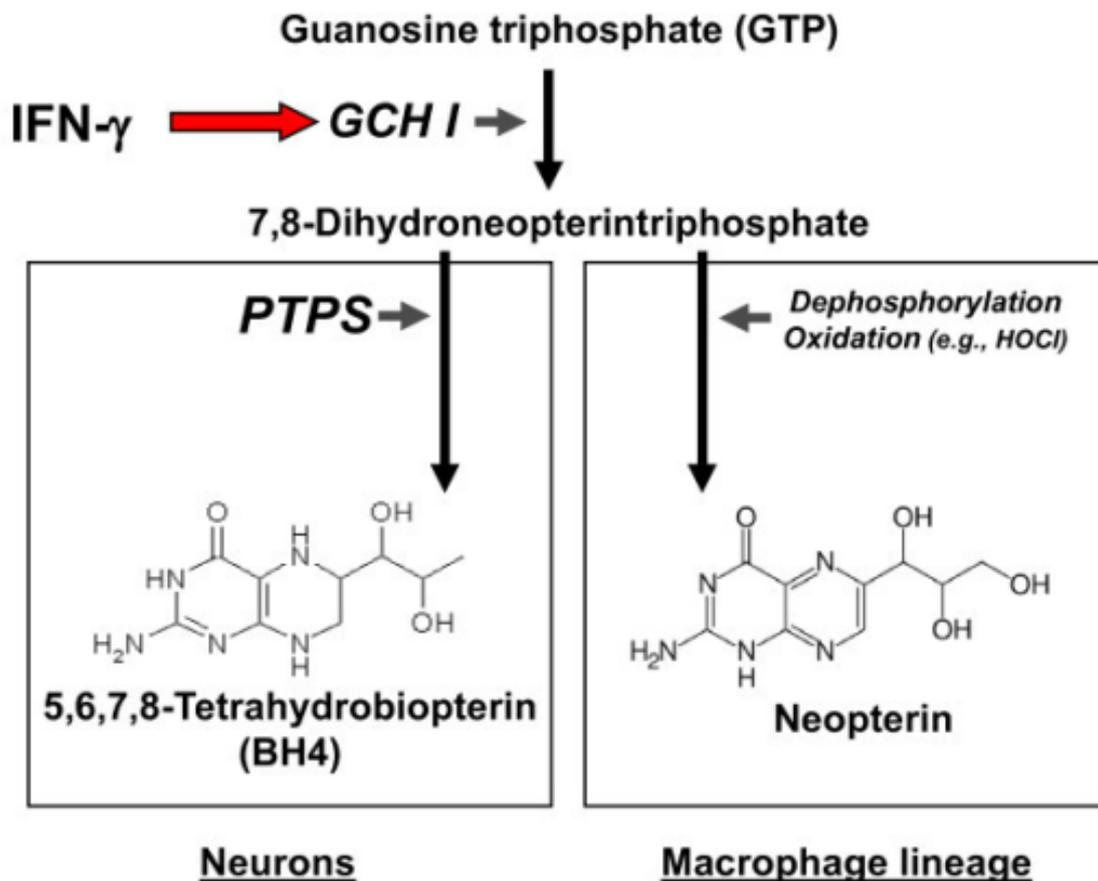 Guanosine triphosphate (GTP)
IFN-γ
GCH I
7,8-Dihydroneopterintriphosphate
PTPS
Dephosphorylation
Oxidation (e.g., HOCl)
O
H
N
OH
HN
H₂N
N
N
H
OH
5,6,7,8-Tetrahydrobiopterin
(BH4)
O
N
OH
N
OH
H₂N
N
H
N
OH
Neopterin
Neurons
Macrophage lineage